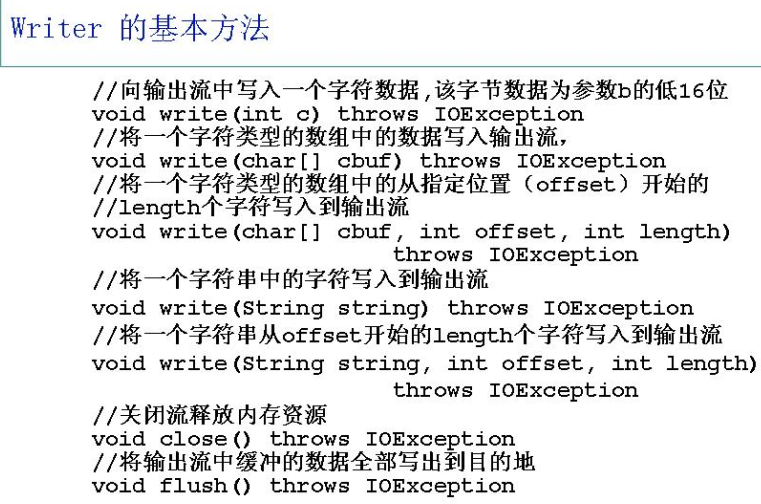 Writer 的基本方法
//向输出流中写入一个字符数据,该字节数据为参数b的低16位
void write(int c) throws IOException
//将一个字符类型的数组中的数据写入输出流,
void write(char[] cbuf) throws IOException
//将一个字符类型的数组中的从指定位置（offset）开始的
//length个字符写入到输出流
void write(char[] cbuf, int offset, int length)
throws IOException
//将一个字符串中的字符写入到输出流
void write(String string) throws IOException
//将一个字符串从offset开始的length个字符写入到输出流
void write(String string, int offset, int length)
throws IOException
//关闭流释放内存资源
void close() throws IOException
//将输出流中缓冲的数据全部写出到目的地
void flush() throws IOException